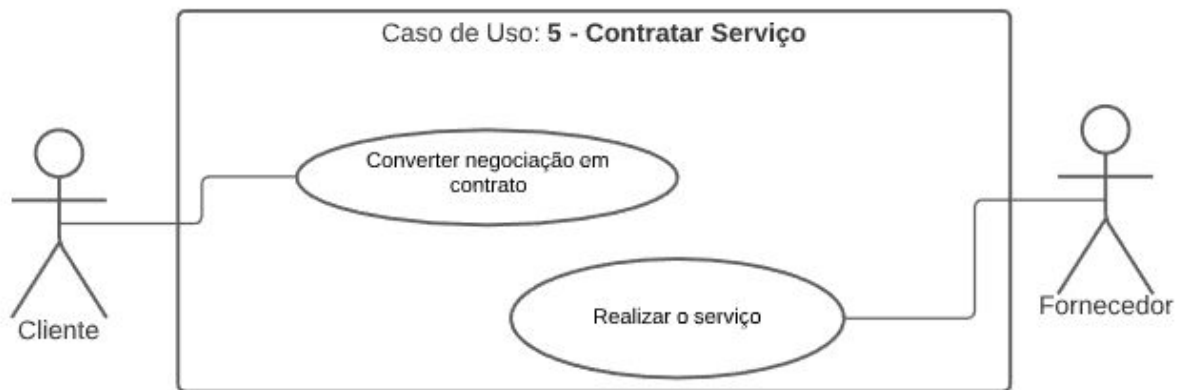 Caso de Uso: 5 - Contratar Serviço
Converter negociação em
contrato
Realizar o serviço
Cliente
Fornecedor